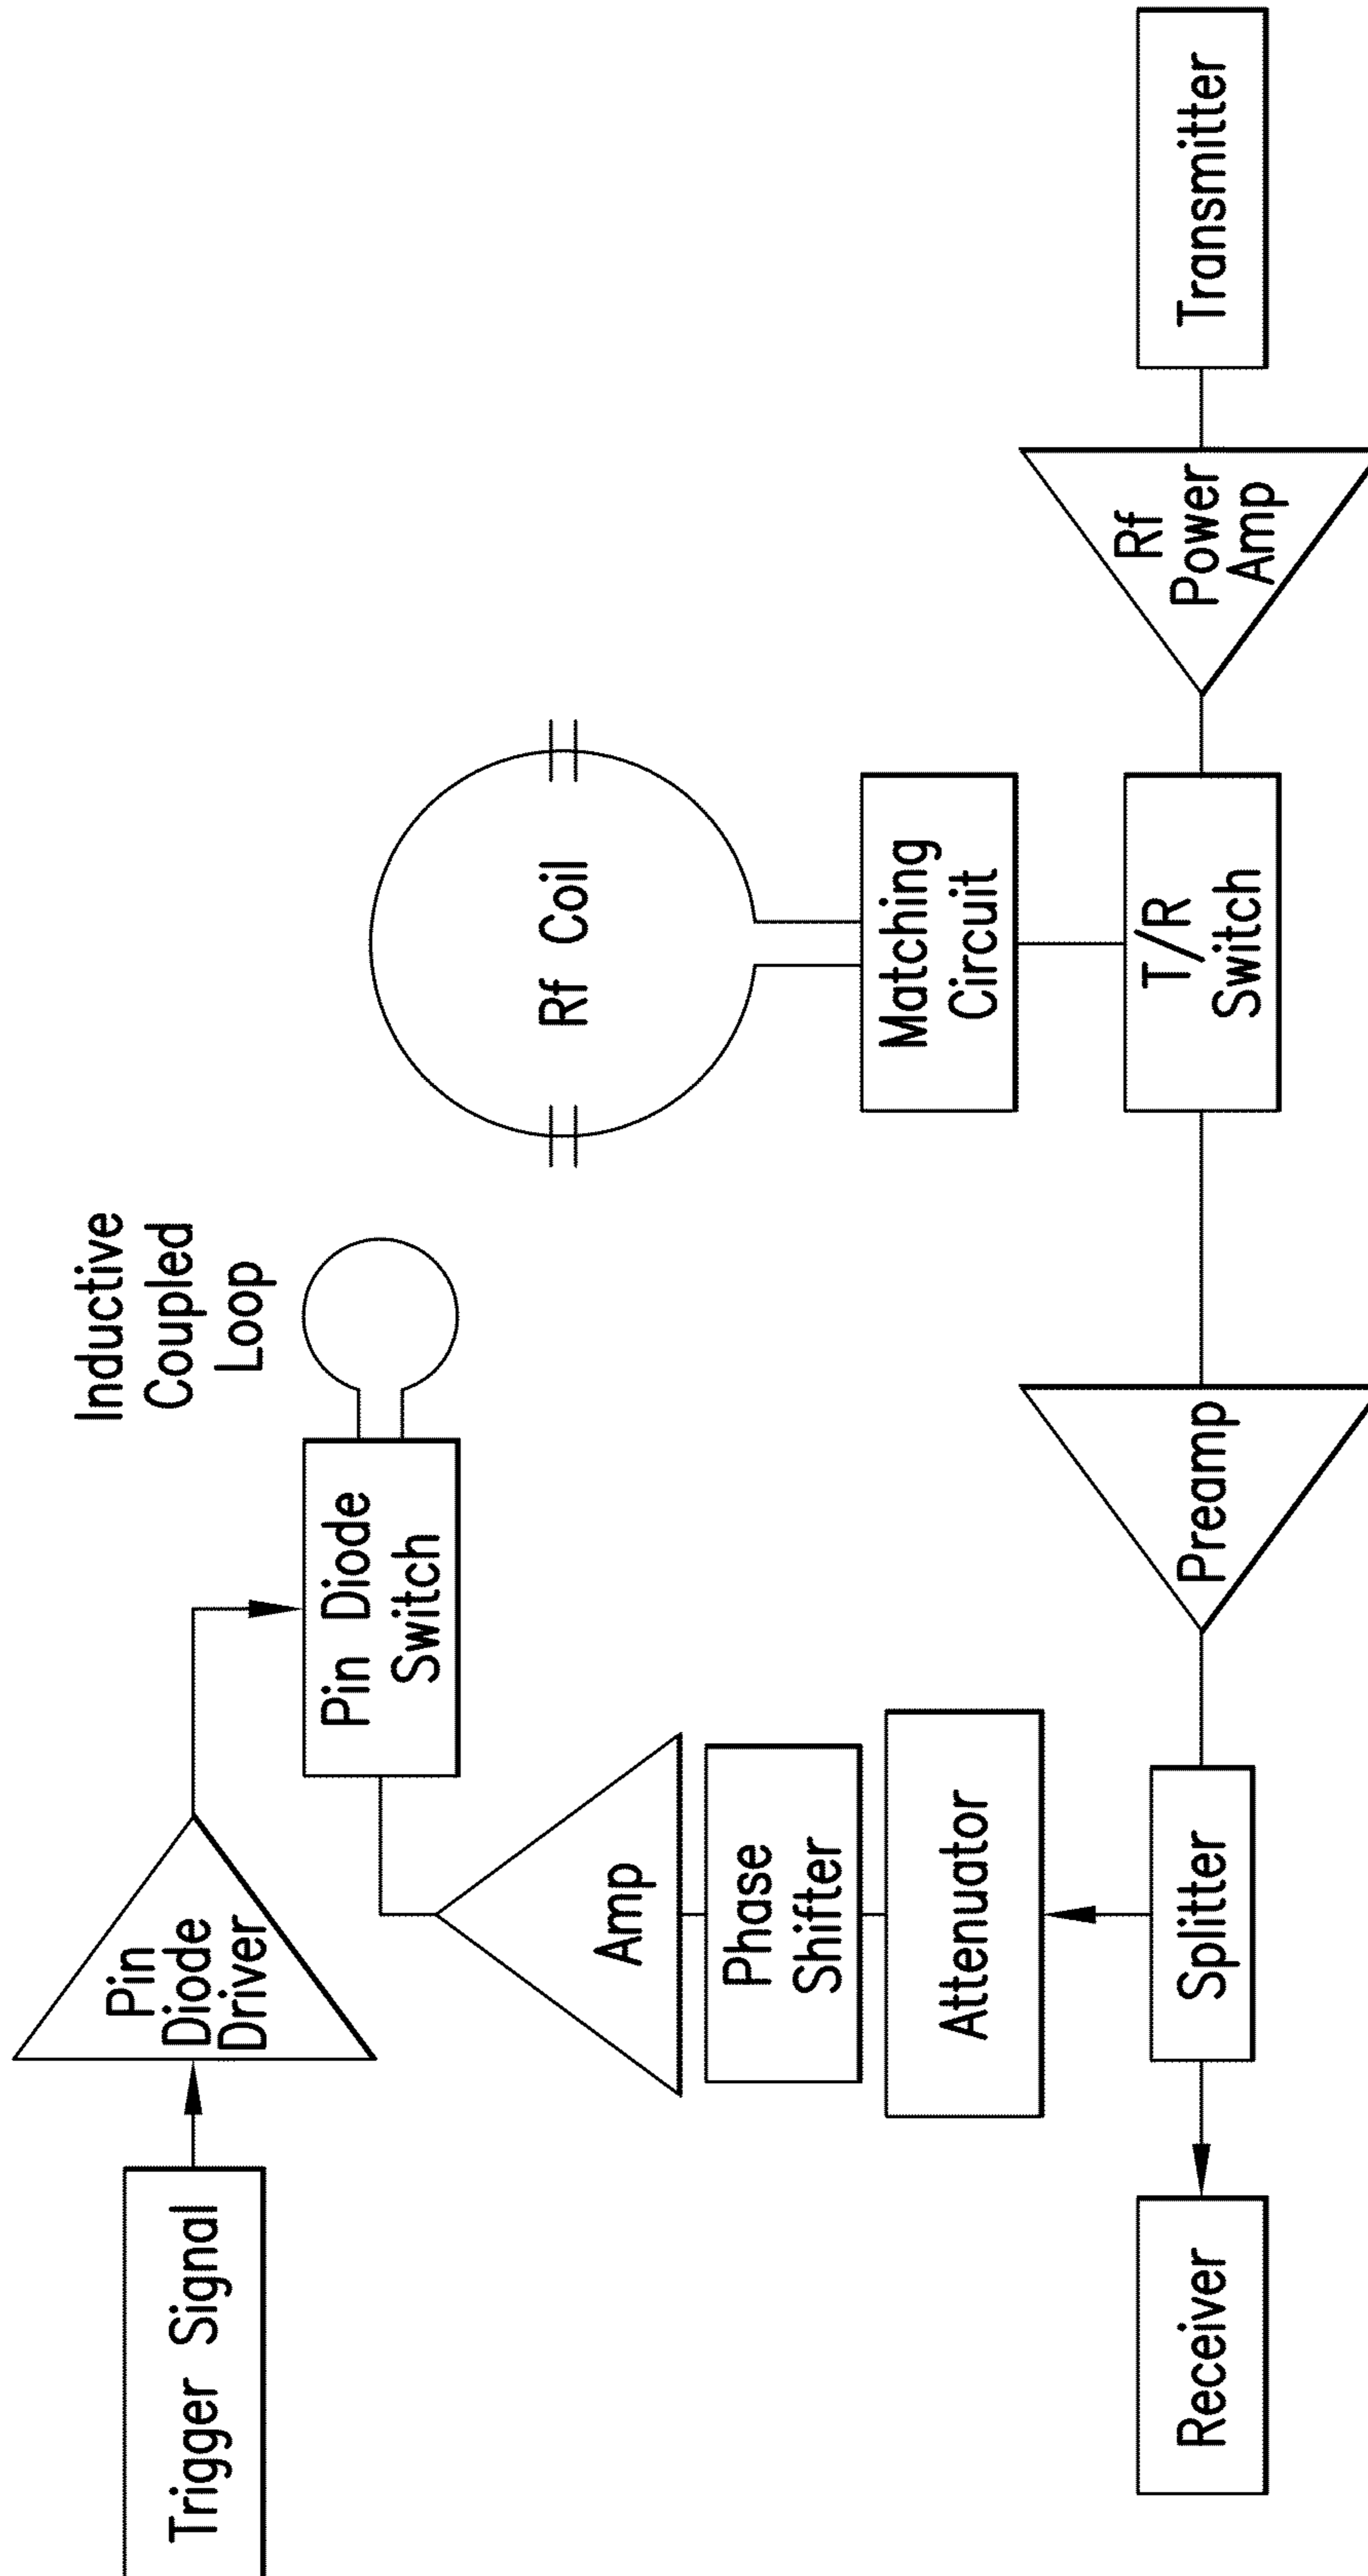 Trigger Signal
Pin
Diode
Driver
Inductive
Coupled
Loop
Pin Diode
Switch
Rf Coil
Amp
Phase
Shifter
Attenuator
Matching
Circuit
Receiver
Splitter
Preamp
T/R
Switch
Rf
Power
Amp
Transmitter